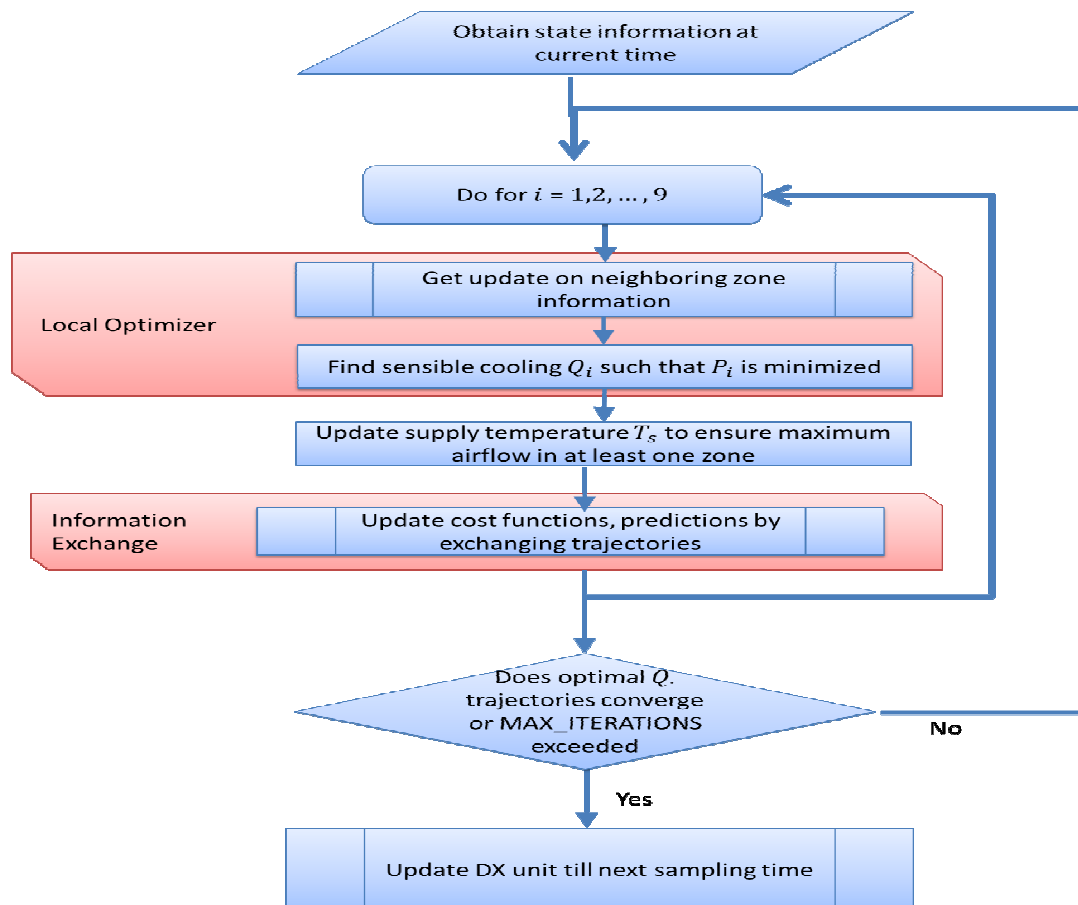 Obtain state information at
current time
Do for i = 1,2, … , 9
Local Optimizer
Get update on neighboring zone
information
Find sensible cooling Qᵢ such that Pᵢ is minimized
Update supply temperature Tₛ to ensure maximum
airflow in at least one zone
Information
Exchange
Update cost functions, predictions by
exchanging trajectories
Does optimal Q.
trajectories converge
or MAX_ITERATIONS
exceeded
No
Yes
Update DX unit till next sampling time